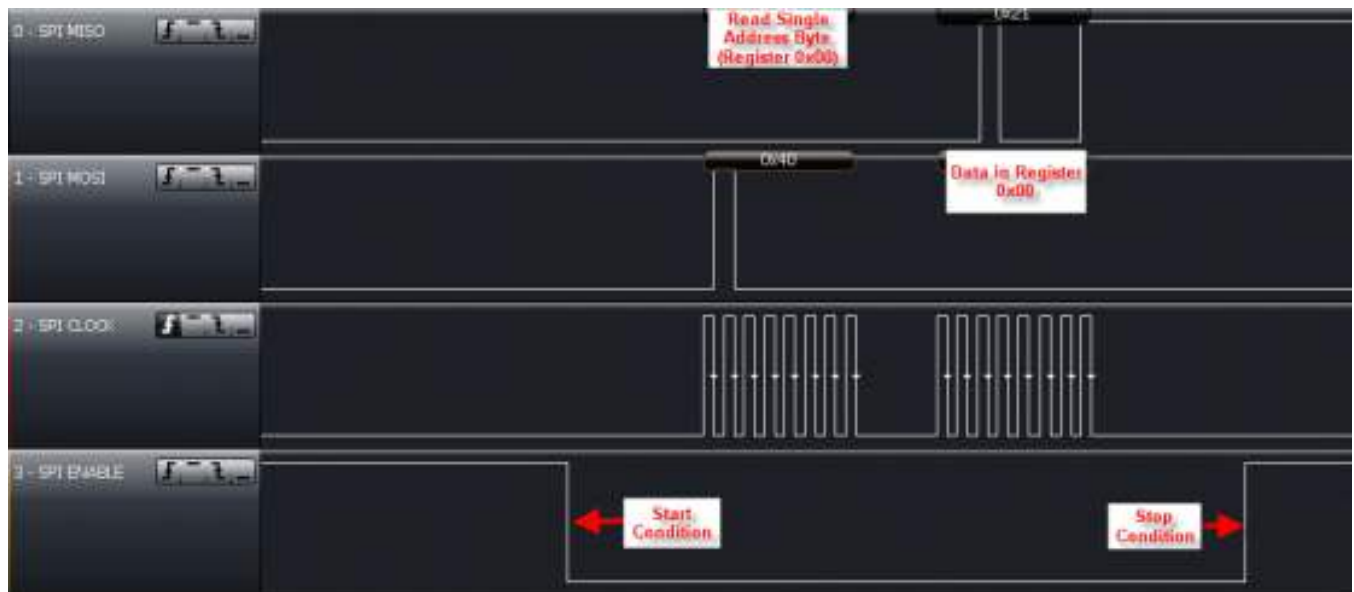 0 - SPI MISO
Read Single
Address Byte
(Register 0x00)
0x21
1 - SPI MOSI
0x40
Data in Register
0x00
2 - SPI CLOCK
3 - SPI ENABLE
Start
Condition
Stop
Condition